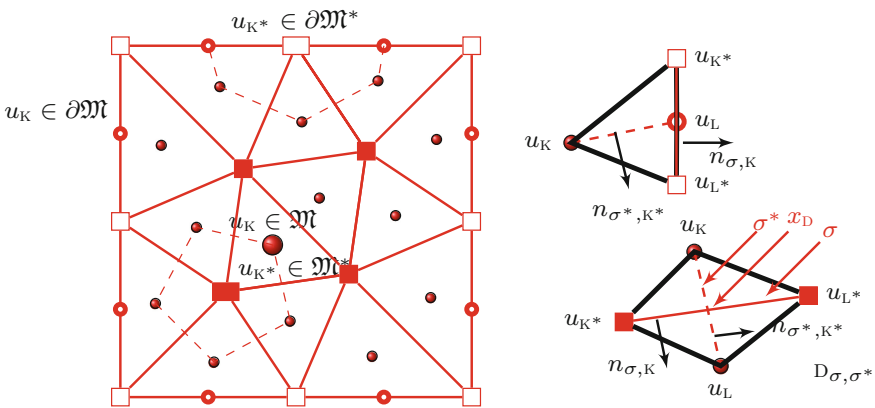 u_{K*} ∈ ∂𝔐*
u_K ∈ ∂𝔐
u_K ∈ 𝔐
u_{K*} ∈ 𝔐*
u_{K*}
u_K
u_L
n_{σ,K}
u_{L*}
n_{σ*,K*}
u_K
σ* x_D σ
u_{L*}
u_{K*}
n_{σ*,K*}
n_{σ,K}
u_L
D_{σ,σ*}